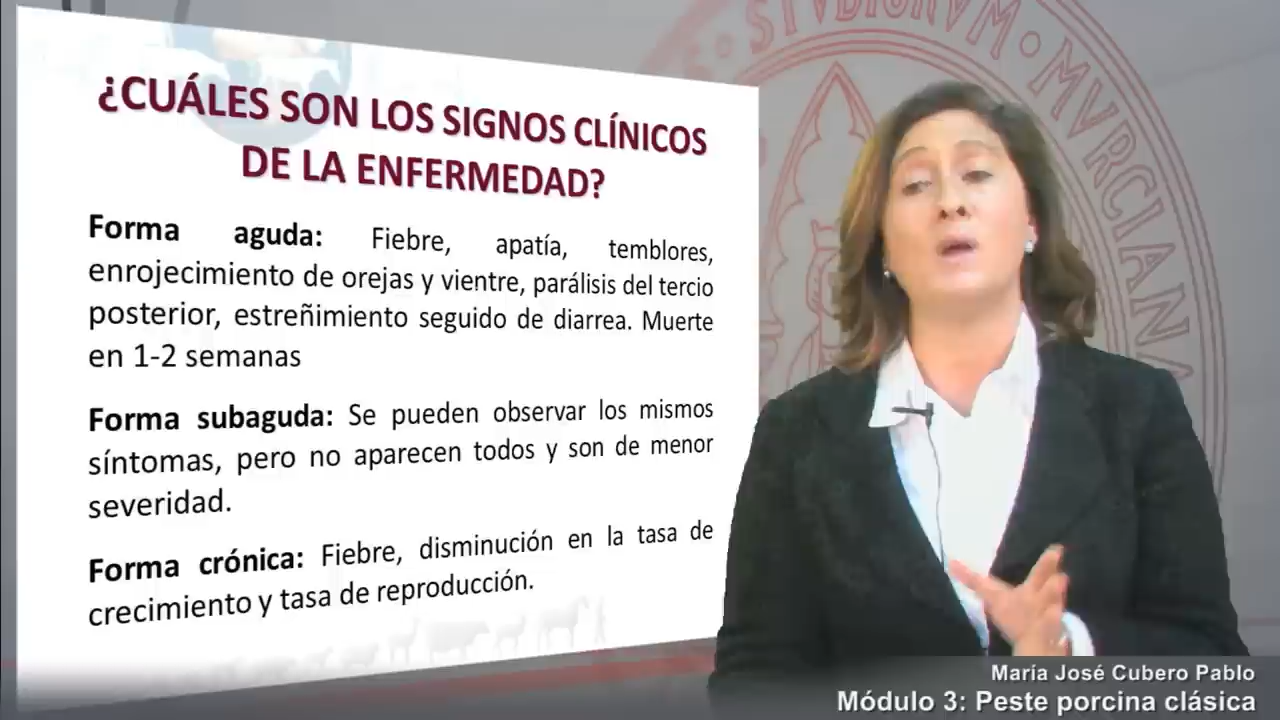 STVDIORVM
MVRCIANA
¿CUÁLES SON LOS SIGNOS CLÍNICOS
DE LA ENFERMEDAD?
Forma aguda: Fiebre, apatía, temblores,
enrojecimiento de orejas y vientre, parálisis del tercio
posterior, estreñimiento seguido de diarrea. Muerte
en 1-2 semanas
Forma subaguda: Se pueden observar los mismos
síntomas, pero no aparecen todos y son de menor
severidad.
Forma crónica: Fiebre, disminución en la tasa de
crecimiento y tasa de reproducción.
María José Cubero Pablo
Módulo 3: Peste porcina clásica